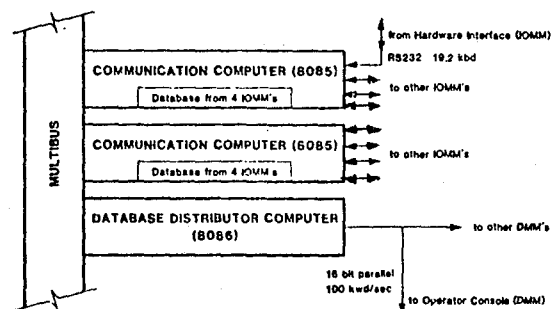 from Hardware Interface (IOMM)
RS232 19.2 kbd
COMMUNICATION COMPUTER (8085)
to other IOMM's
Database from 4 IOMM's
MULTIBUS
COMMUNICATION COMPUTER (8085)
to other IOMM's
Database from 4 IOMM's
DATABASE DISTRIBUTOR COMPUTER
(8086)
to other DMM's
16 bit parallel
100 kwd/sec
to Operator Console (DMM)